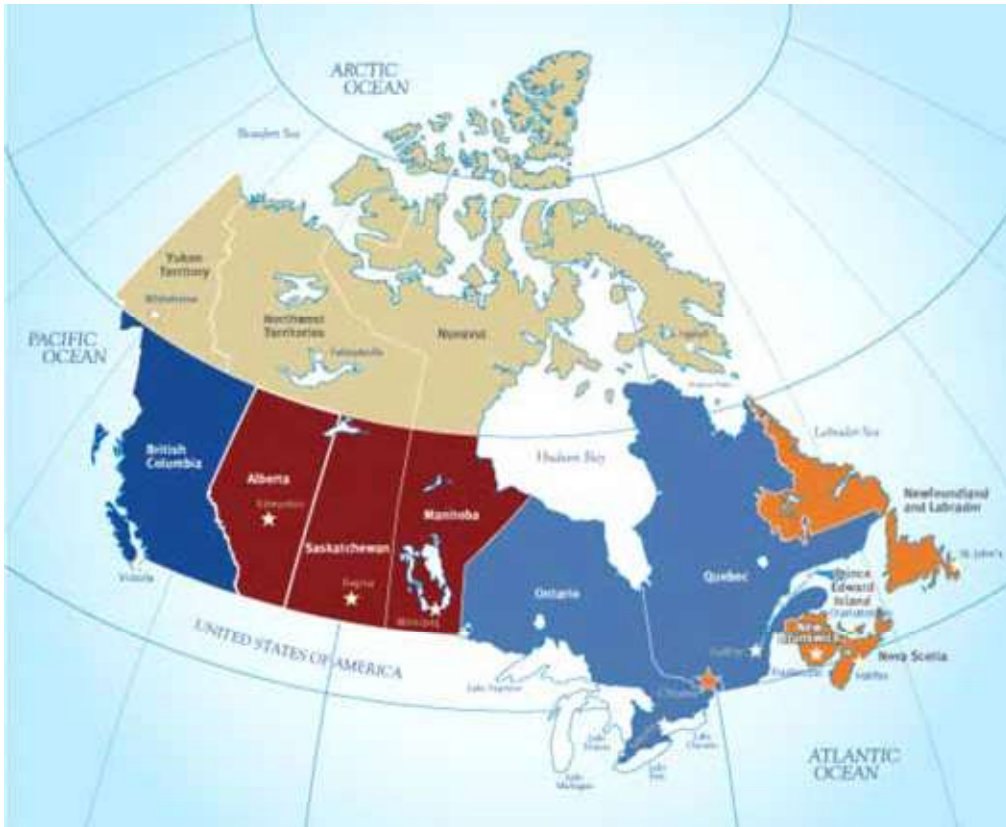 ARCTIC
OCEAN
Beaufort Sea
Yukon
Territory
Whitehorse
Northwest
Territories
Yellowknife
Nunavut
Iqaluit
PACIFIC
OCEAN
British
Columbia
Victoria
Alberta
Edmonton
Saskatchewan
Regina
Manitoba
Winnipeg
Hudson Bay
Labrador Sea
Newfoundland
and Labrador
St. John's
Quebec
Ontario
Prince
Edward
Island
Charlottetown
New
Brunswick
Fredericton
Nova Scotia
Halifax
UNITED STATES OF AMERICA
Lake Superior
Lake
Michigan
Lake
Huron
Lake
Erie
Lake
Ontario
ATLANTIC
OCEAN